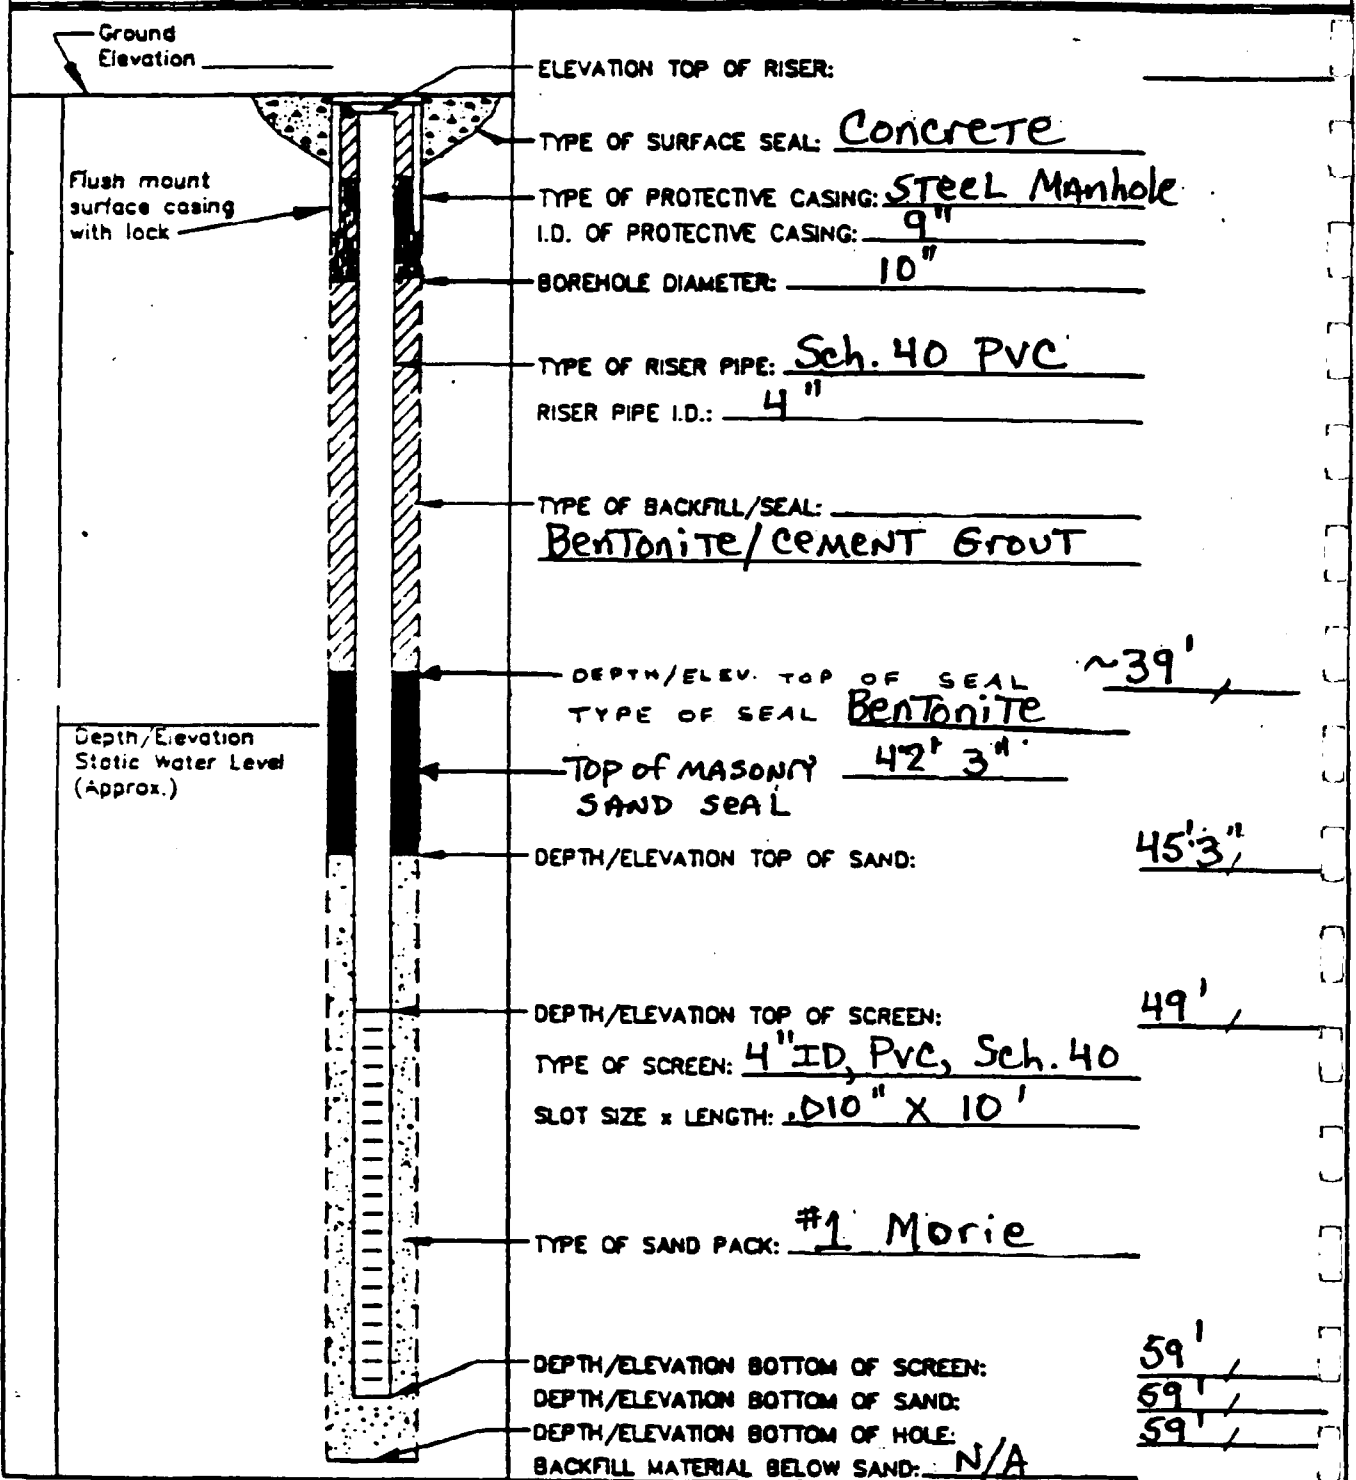 Ground
Elevation
ELEVATION TOP OF RISER:
TYPE OF SURFACE SEAL: Concrete
Flush mount
surface casing
with lock
TYPE OF PROTECTIVE CASING: STeeL Manhole
I.D. OF PROTECTIVE CASING: 9"
BOREHOLE DIAMETER: 10"
TYPE OF RISER PIPE: Sch. 40 PVC
RISER PIPE I.D.: 4"
TYPE OF BACKFILL/SEAL:
BenToniTe/CeMeNT GrouT
DEPTH/ELEV. TOP OF SEAL ~39' /
TYPE OF SEAL BenToniTe
Depth/Elevation
Static Water Level
(Approx.)
Top of MASONrY 42' 3"
SAND SeAL
DEPTH/ELEVATION TOP OF SAND: 45'3" /
DEPTH/ELEVATION TOP OF SCREEN: 49' /
TYPE OF SCREEN: 4"ID, PVC, Sch. 40
SLOT SIZE x LENGTH: .010" X 10'
TYPE OF SAND PACK: #1 Morie
DEPTH/ELEVATION BOTTOM OF SCREEN: 59' /
DEPTH/ELEVATION BOTTOM OF SAND: 59' /
DEPTH/ELEVATION BOTTOM OF HOLE: 59' /
BACKFILL MATERIAL BELOW SAND: N/A